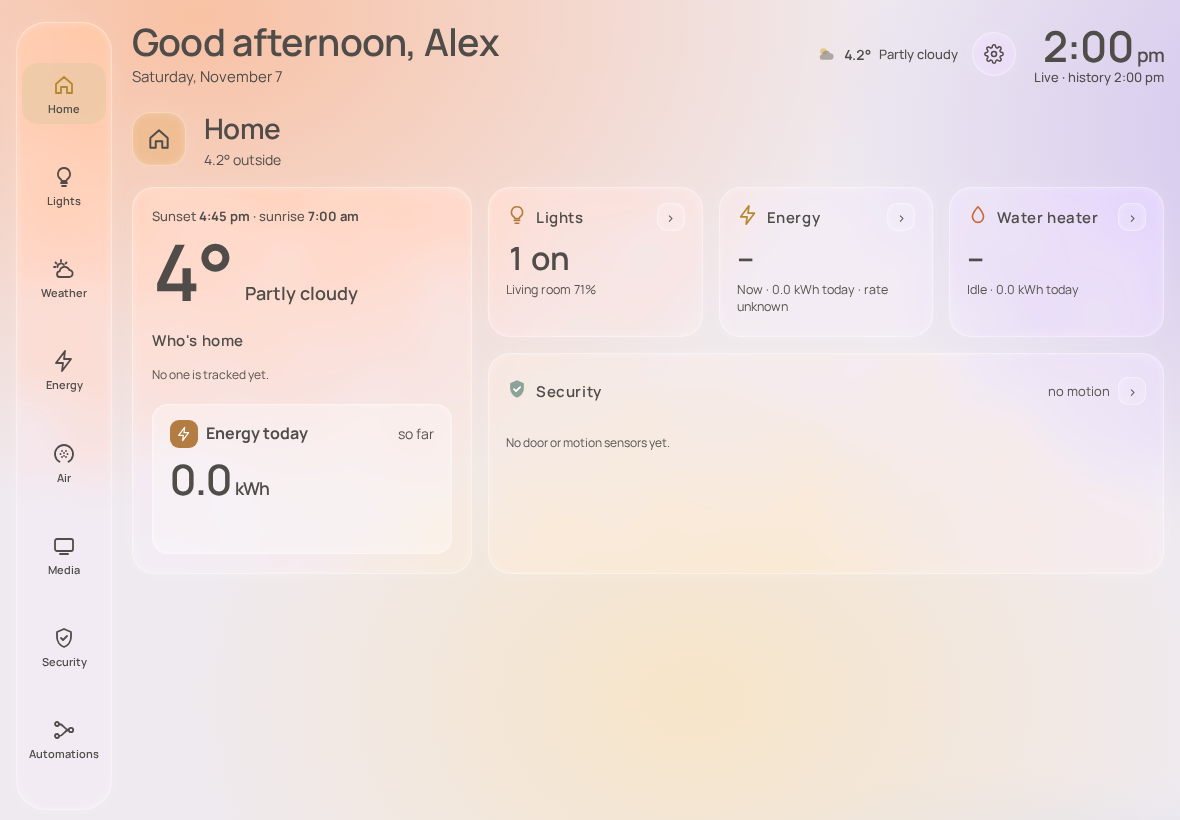 Good afternoon, Alex
Saturday, November 7
4.2° Partly cloudy
2:00 pm
Live · history 2:00 pm
Home
Lights
Weather
Energy
Air
Media
Security
Automations
Home
4.2° outside
Sunset 4:45 pm · sunrise 7:00 am
4° Partly cloudy
Who's home
No one is tracked yet.
Energy today so far
0.0 kWh
Lights ›
1 on
Living room 71%
Energy ›
–
Now · 0.0 kWh today · rate
unknown
Water heater ›
–
Idle · 0.0 kWh today
Security no motion ›
No door or motion sensors yet.